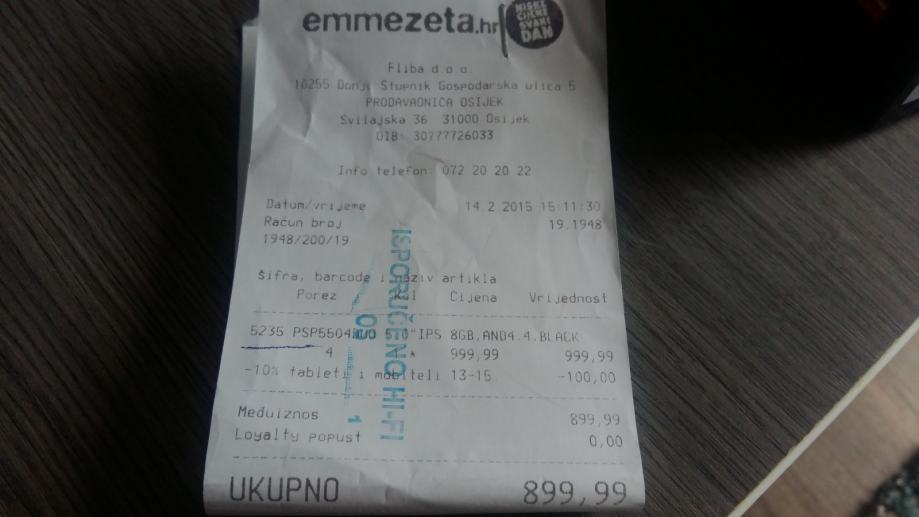 emmezeta.hr
NISKE
CIJENE
SVAKI
DAN
Fliba d.o.o.
10255 Donji Stupnik Gospodarska ulica 5
PRODAVAONICA OSIJEK
Svilajska 36 31000 Osijek
OIB: 30777726033
Info telefon: 072 20 20 22
Datum/vrijeme 14.2.2015 15:11:30
Račun broj 19.1948
1948/200/19
Šifra, barcode i naziv artikla
Porez Kol Cijena Vrijednost
5235 PSP5504DUO 5,0"IPS 8GB,AND4.4,BLACK
4 999,99 999,99
-10% tableti i mobiteli 13-15 -100,00
Međuiznos 899,99
Loyalty popust 0,00
UKUPNO 899,99
ISPORUČENO HI-FI
09 1